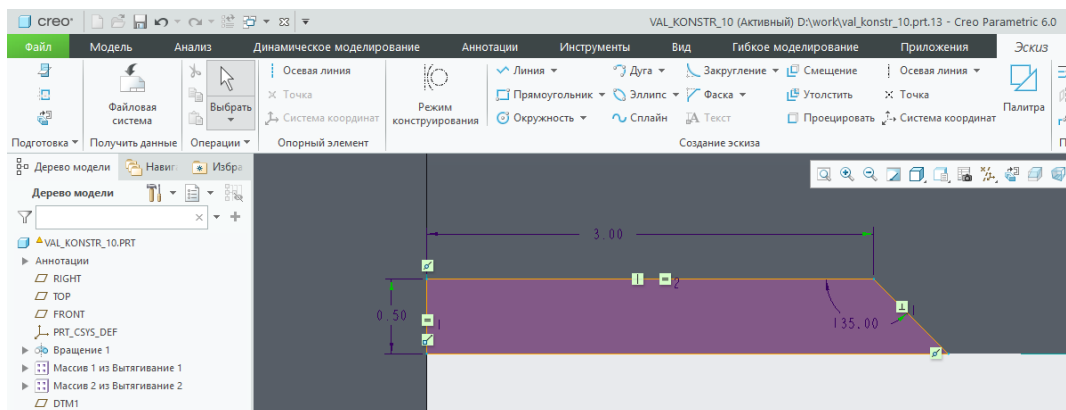 creo VAL_KONSTR_10 (Активный) D:\work\val_konstr_10.prt.13 - Creo Parametric 6.0
Файл Модель Анализ Динамическое моделирование Аннотации Инструменты Вид Гибкое моделирование Приложения Эскиз
Осевая линия Линия Дуга Закругление Смещение Осевая линия
Файловая система Выбрать Точка Режим конструирования Прямоугольник Эллипс Фаска Утолстить Точка Палитра
Система координат Окружность Сплайн Текст Проецировать Система координат
Подготовка Получить данные Операции Опорный элемент Создание эскиза
Дерево модели Навиг Избра
Дерево модели
VAL_KONSTR_10.PRT
Аннотации
RIGHT
TOP
FRONT
PRT_CSYS_DEF
Вращение 1
Массив 1 из Вытягивание 1
Массив 2 из Вытягивание 2
DTM1
3.00
2
0.50
1
135.00
1